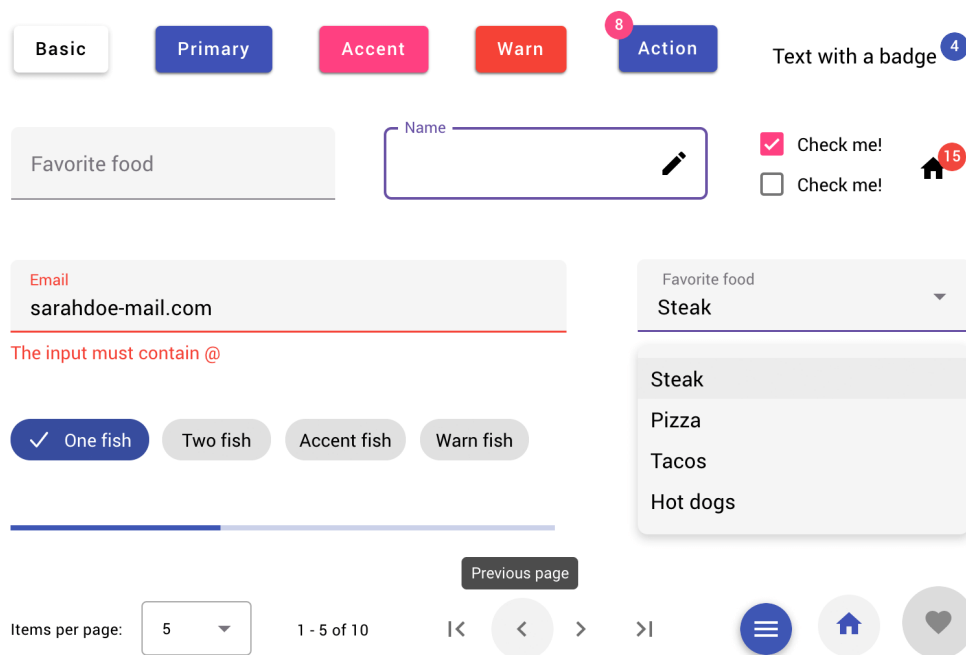 Basic
Primary
Accent
Warn
8
Action
Text with a badge 4
Favorite food
Name
Check me!
Check me!
15
Email
sarahdoe-mail.com
The input must contain @
Favorite food
Steak
Steak
Pizza
Tacos
Hot dogs
One fish
Two fish
Accent fish
Warn fish
Previous page
Items per page:
5
1 - 5 of 10